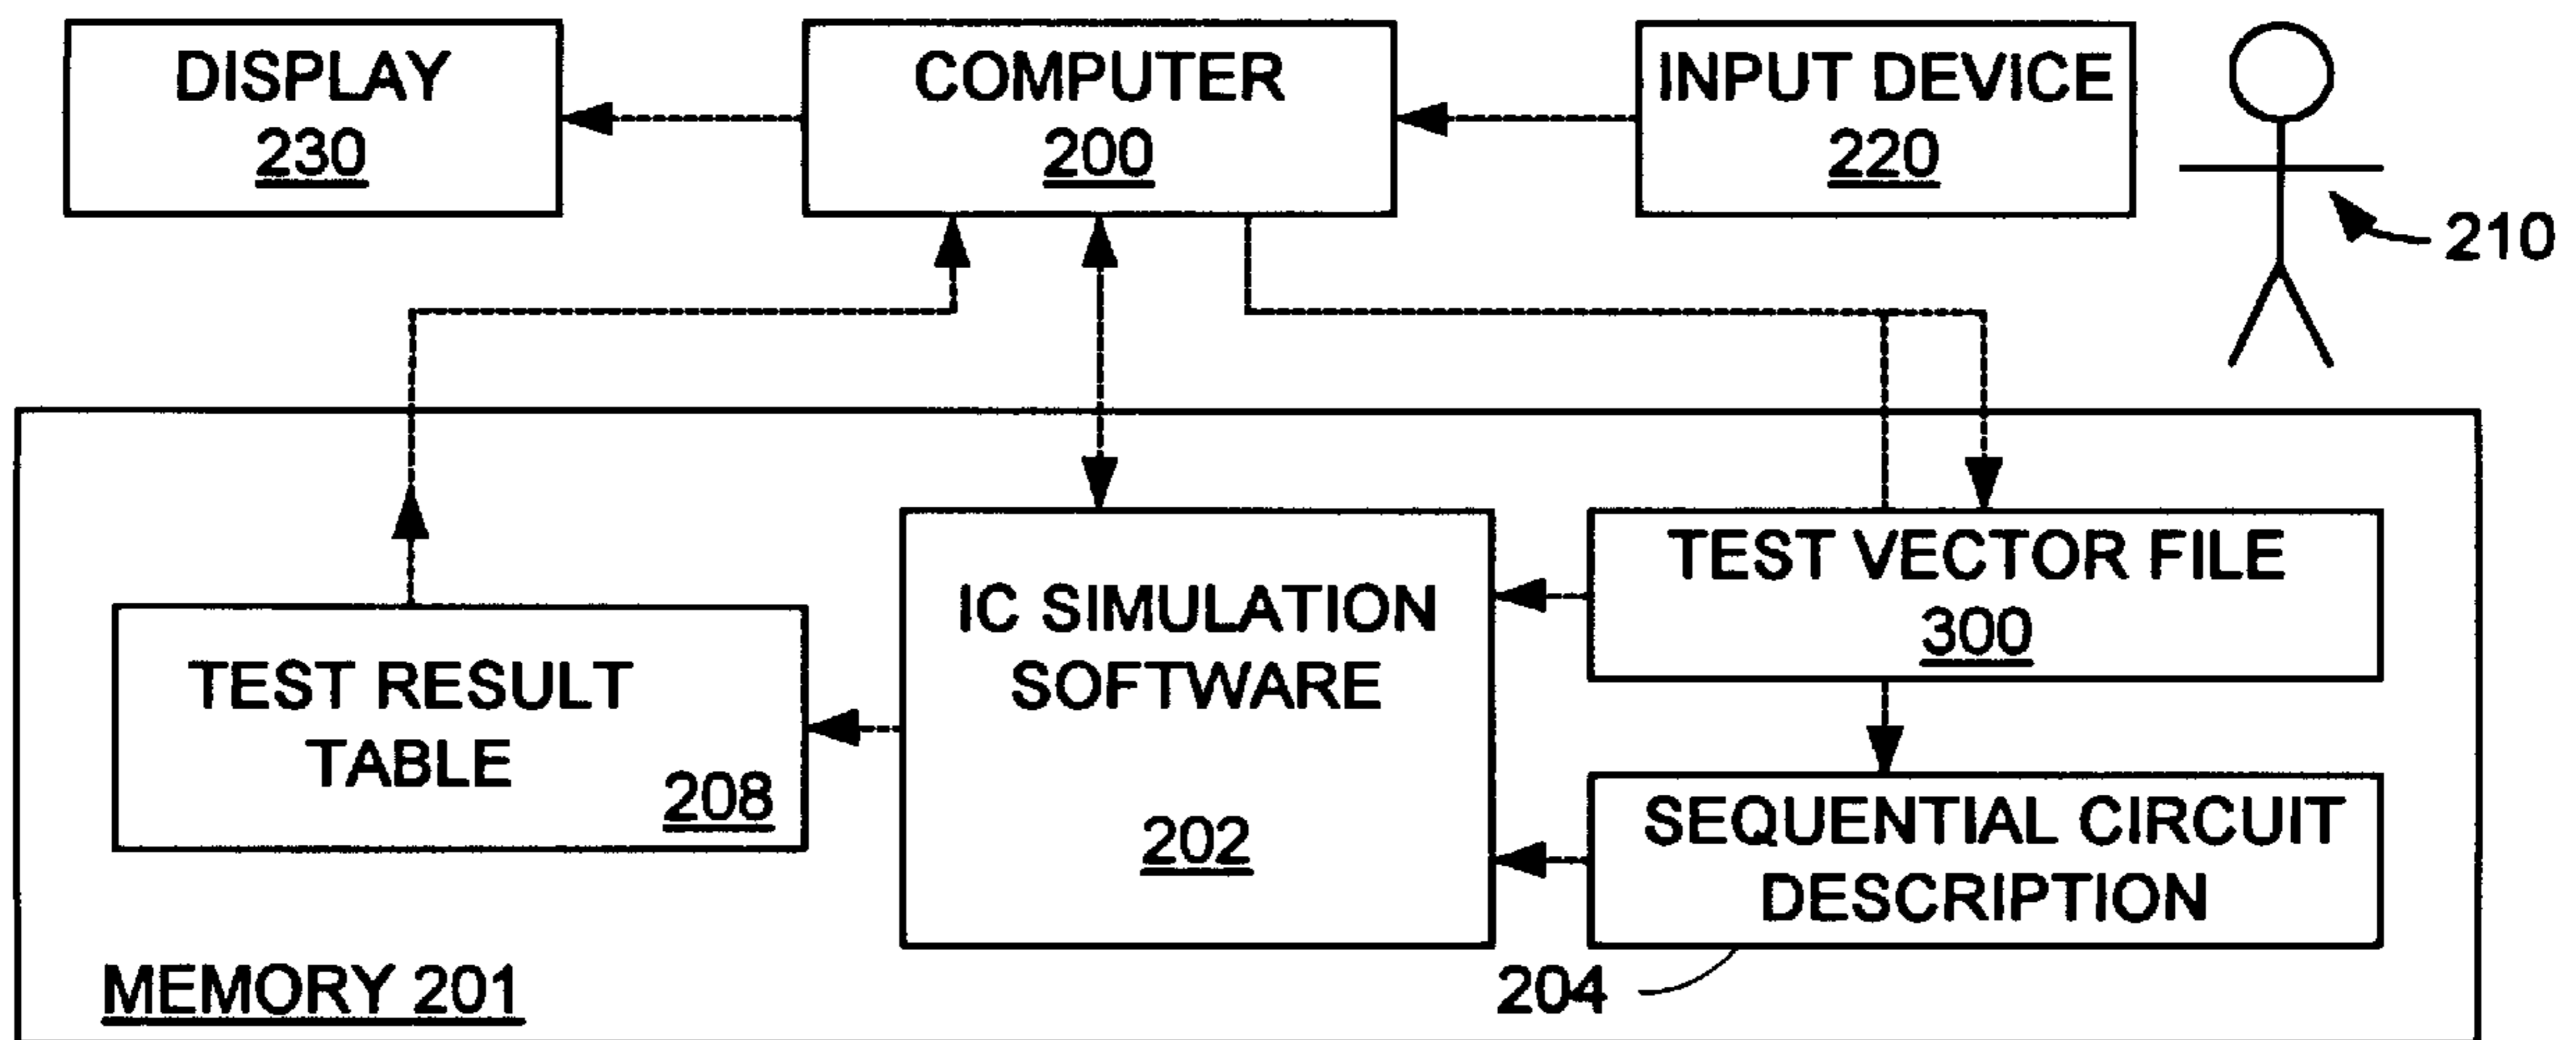 DISPLAY
230
COMPUTER
200
INPUT DEVICE
220
210
TEST RESULT
TABLE
208
IC SIMULATION
SOFTWARE
202
TEST VECTOR FILE
300
SEQUENTIAL CIRCUIT
DESCRIPTION
204
MEMORY 201